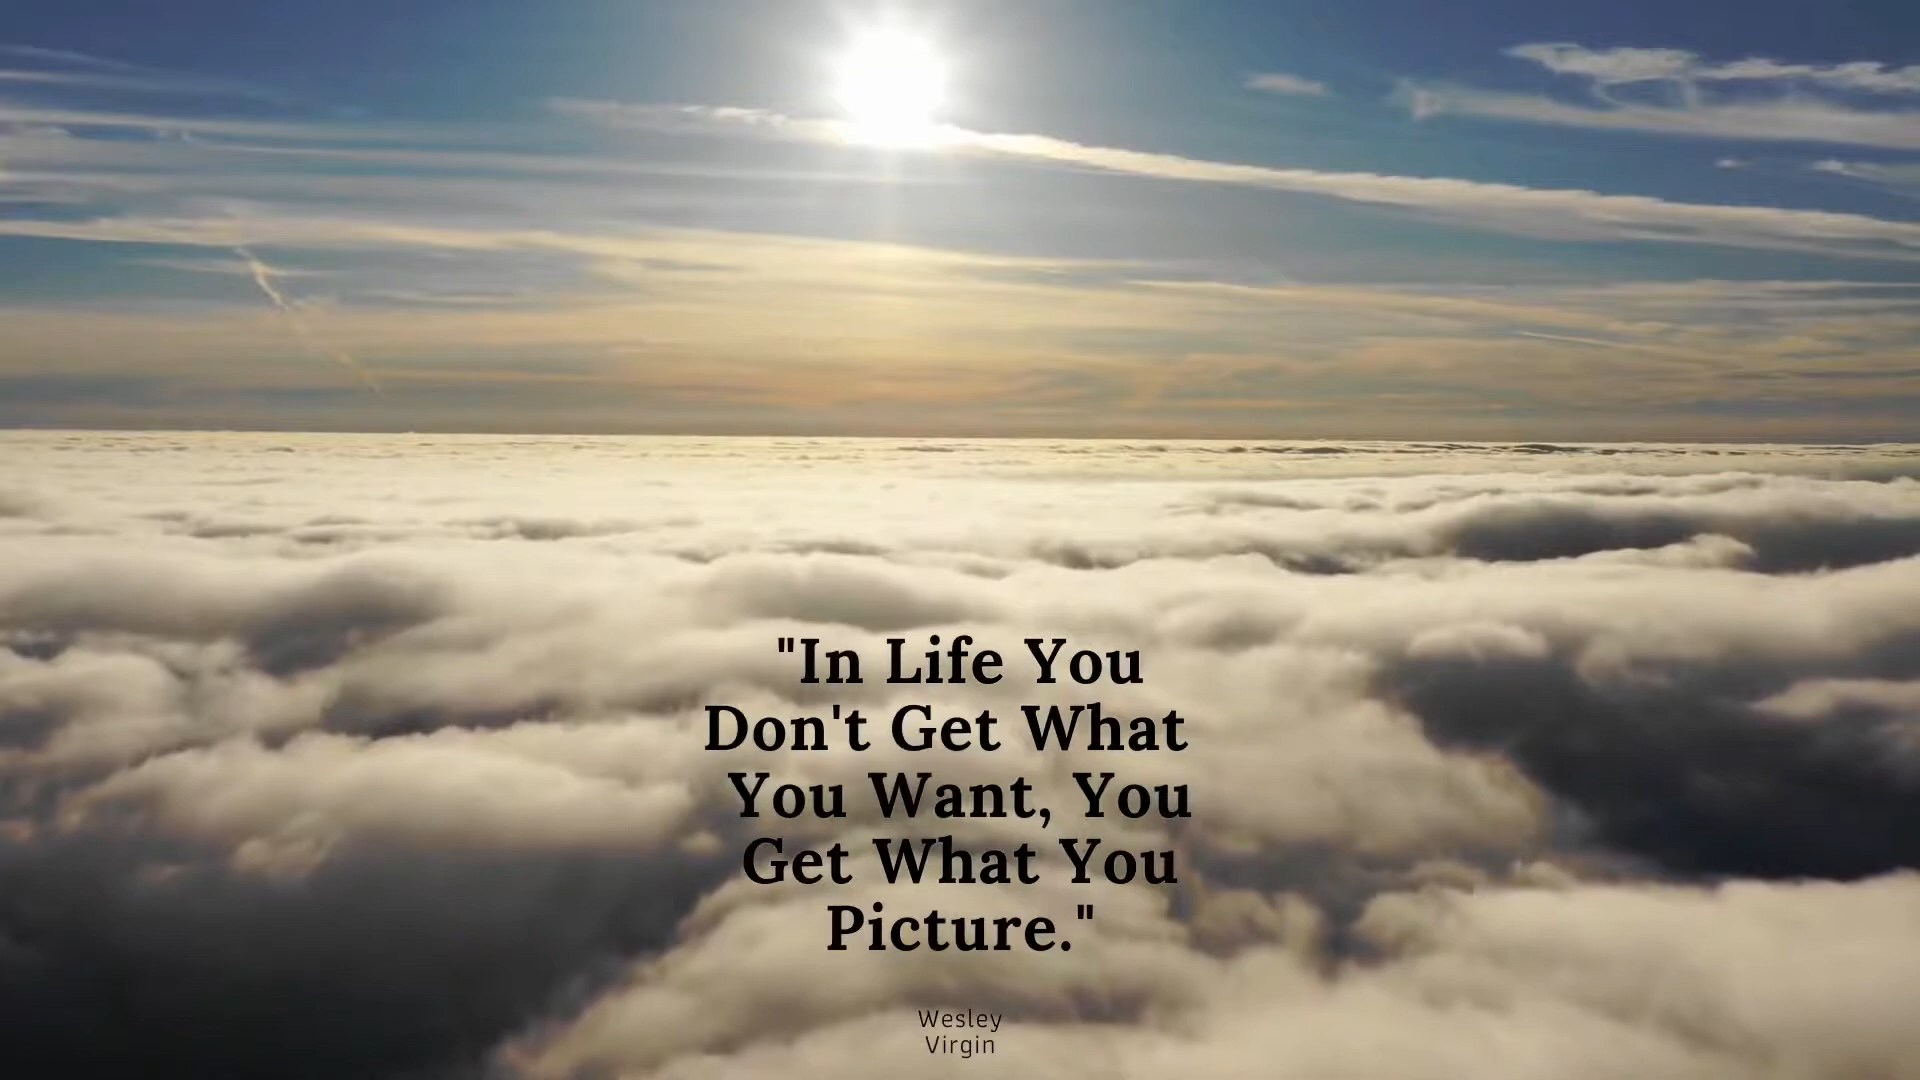 "In Life You
Don't Get What
You Want, You
Get What You
Picture."
Wesley
Virgin